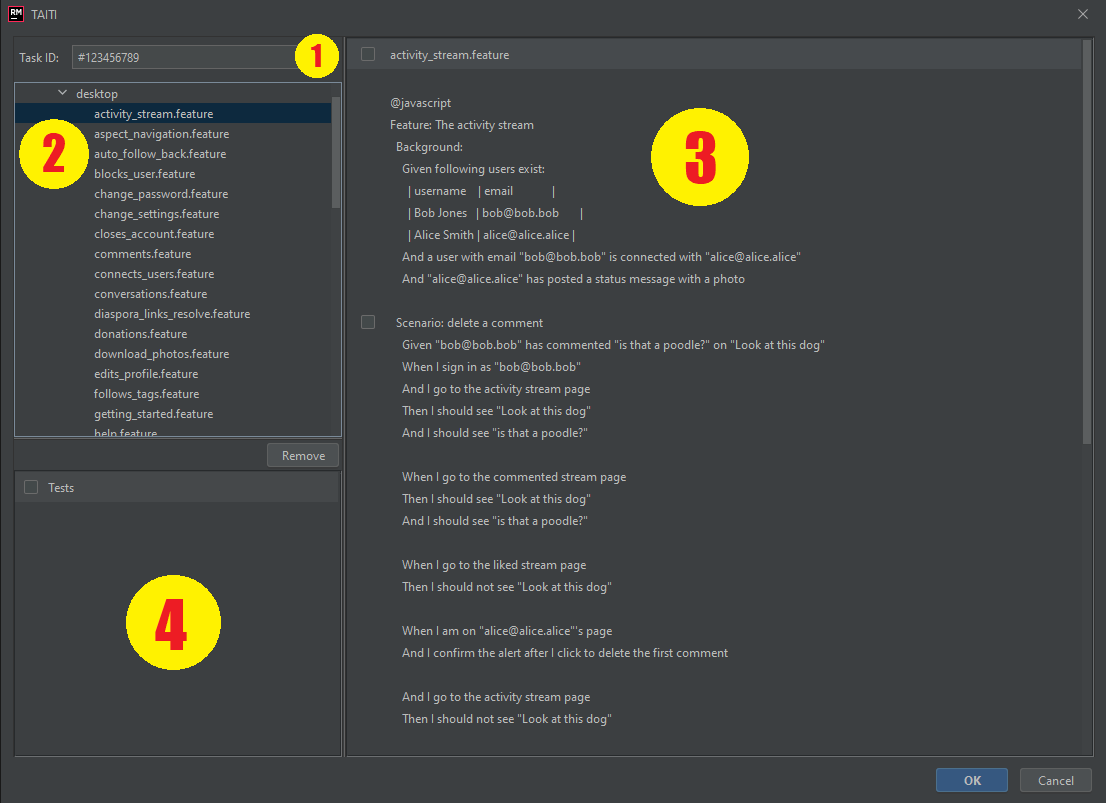 RM TAITI
Task ID: #123456789
1
desktop
activity_stream.feature
aspect_navigation.feature
2
auto_follow_back.feature
blocks_user.feature
change_password.feature
change_settings.feature
closes_account.feature
comments.feature
connects_users.feature
conversations.feature
diaspora_links_resolve.feature
donations.feature
download_photos.feature
edits_profile.feature
follows_tags.feature
getting_started.feature
help.feature
Remove
Tests
4
activity_stream.feature
@javascript
Feature: The activity stream
Background:
3
Given following users exist:
| username | email |
| Bob Jones | bob@bob.bob |
| Alice Smith | alice@alice.alice |
And a user with email "bob@bob.bob" is connected with "alice@alice.alice"
And "alice@alice.alice" has posted a status message with a photo
Scenario: delete a comment
Given "bob@bob.bob" has commented "is that a poodle?" on "Look at this dog"
When I sign in as "bob@bob.bob"
And I go to the activity stream page
Then I should see "Look at this dog"
And I should see "is that a poodle?"
When I go to the commented stream page
Then I should see "Look at this dog"
And I should see "is that a poodle?"
When I go to the liked stream page
Then I should not see "Look at this dog"
When I am on "alice@alice.alice"'s page
And I confirm the alert after I click to delete the first comment
And I go to the activity stream page
Then I should not see "Look at this dog"
OK Cancel